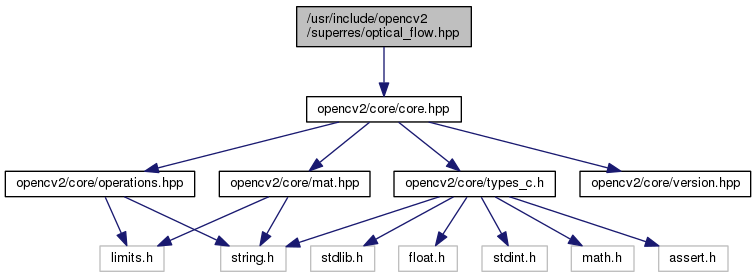 /usr/include/opencv2
/superres/optical_flow.hpp
opencv2/core/core.hpp
opencv2/core/operations.hpp
opencv2/core/mat.hpp
opencv2/core/types_c.h
opencv2/core/version.hpp
limits.h
string.h
stdlib.h
float.h
stdint.h
math.h
assert.h